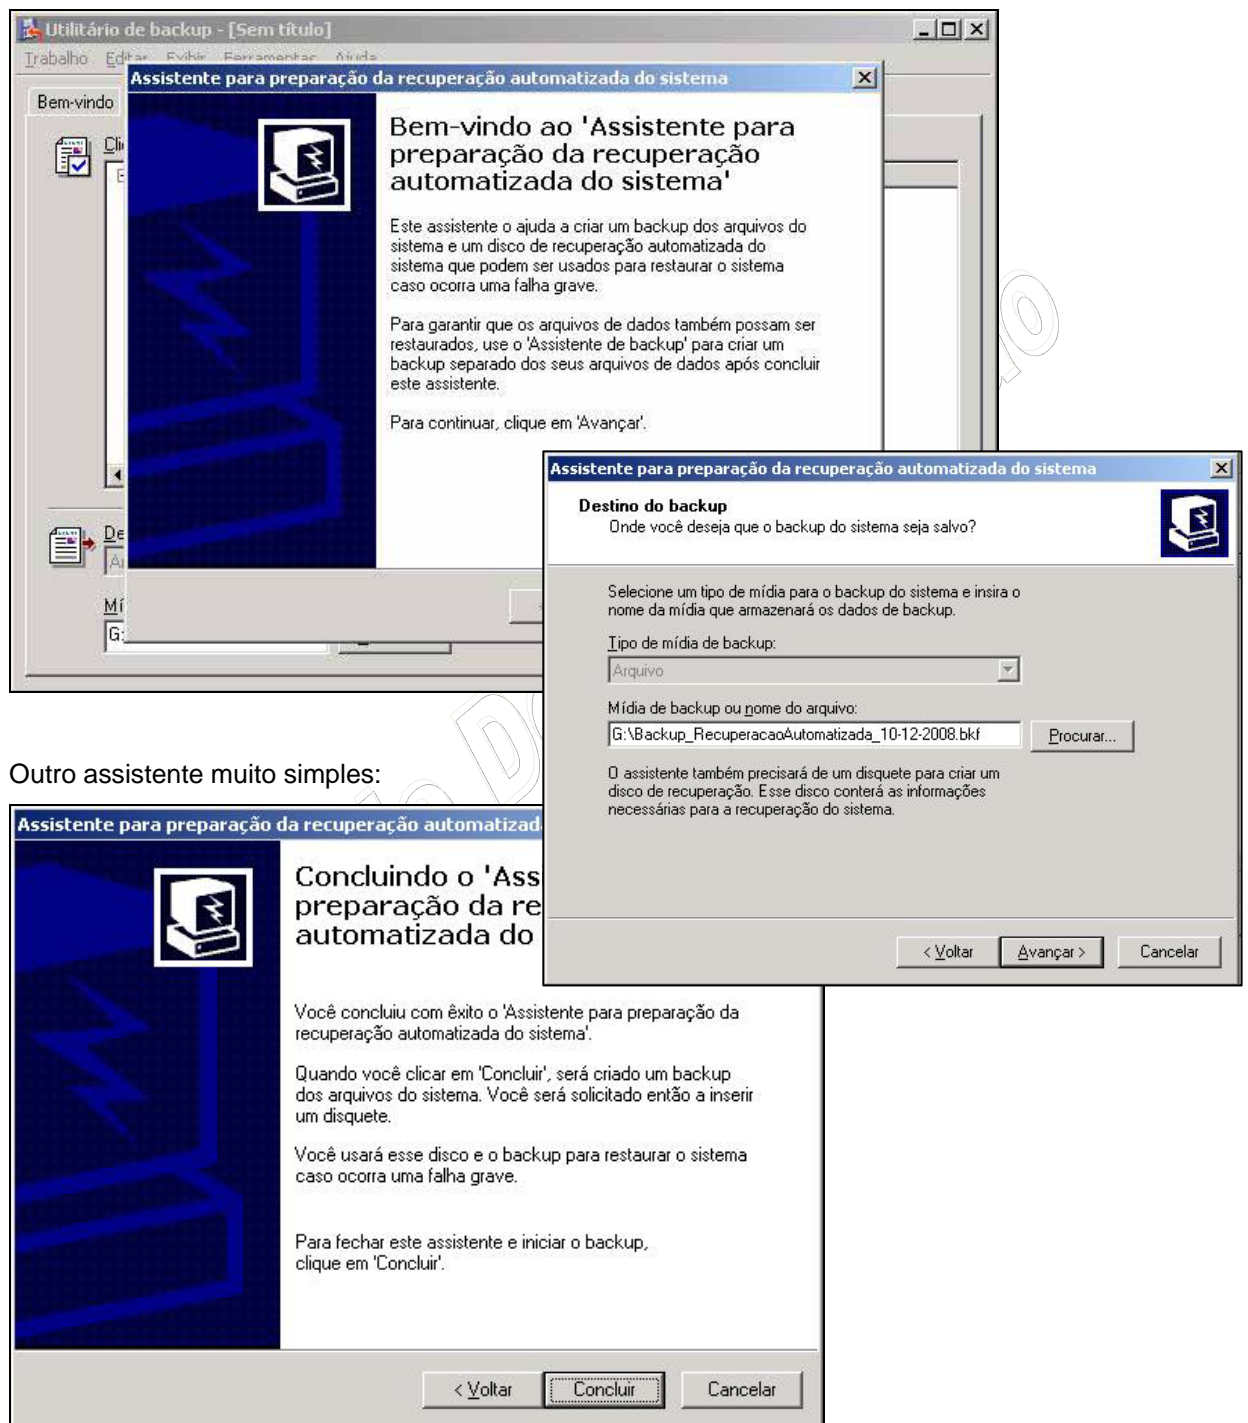 Utilitário de backup - [Sem título]
Trabalho Editar Exibir Ferramentas Ajuda
Assistente para preparação da recuperação automatizada do sistema
Bem-vindo
Bem-vindo ao 'Assistente para
preparação da recuperação
automatizada do sistema'
Este assistente o ajuda a criar um backup dos arquivos do
sistema e um disco de recuperação automatizada do
sistema que podem ser usados para restaurar o sistema
caso ocorra uma falha grave.
Para garantir que os arquivos de dados também possam ser
restaurados, use o 'Assistente de backup' para criar um
backup separado dos seus arquivos de dados após concluir
este assistente.
Para continuar, clique em 'Avançar'.
De
Mí
G:
Assistente para preparação da recuperação automatizada do sistema
Destino do backup
Onde você deseja que o backup do sistema seja salvo?
Selecione um tipo de mídia para o backup do sistema e insira o
nome da mídia que armazenará os dados de backup.
Tipo de mídia de backup:
Arquivo
Mídia de backup ou nome do arquivo:
G:\Backup_RecuperacaoAutomatizada_10-12-2008.bkf
Procurar...
O assistente também precisará de um disquete para criar um
disco de recuperação. Esse disco conterá as informações
necessárias para a recuperação do sistema.
< Voltar Avançar > Cancelar
Outro assistente muito simples:
Assistente para preparação da recuperação automatizad
Concluindo o 'Ass
preparação da re
automatizada do
Você concluiu com êxito o 'Assistente para preparação da
recuperação automatizada do sistema'.
Quando você clicar em 'Concluir', será criado um backup
dos arquivos do sistema. Você será solicitado então a inserir
um disquete.
Você usará esse disco e o backup para restaurar o sistema
caso ocorra uma falha grave.
Para fechar este assistente e iniciar o backup,
clique em 'Concluir'.
< Voltar Concluir Cancelar